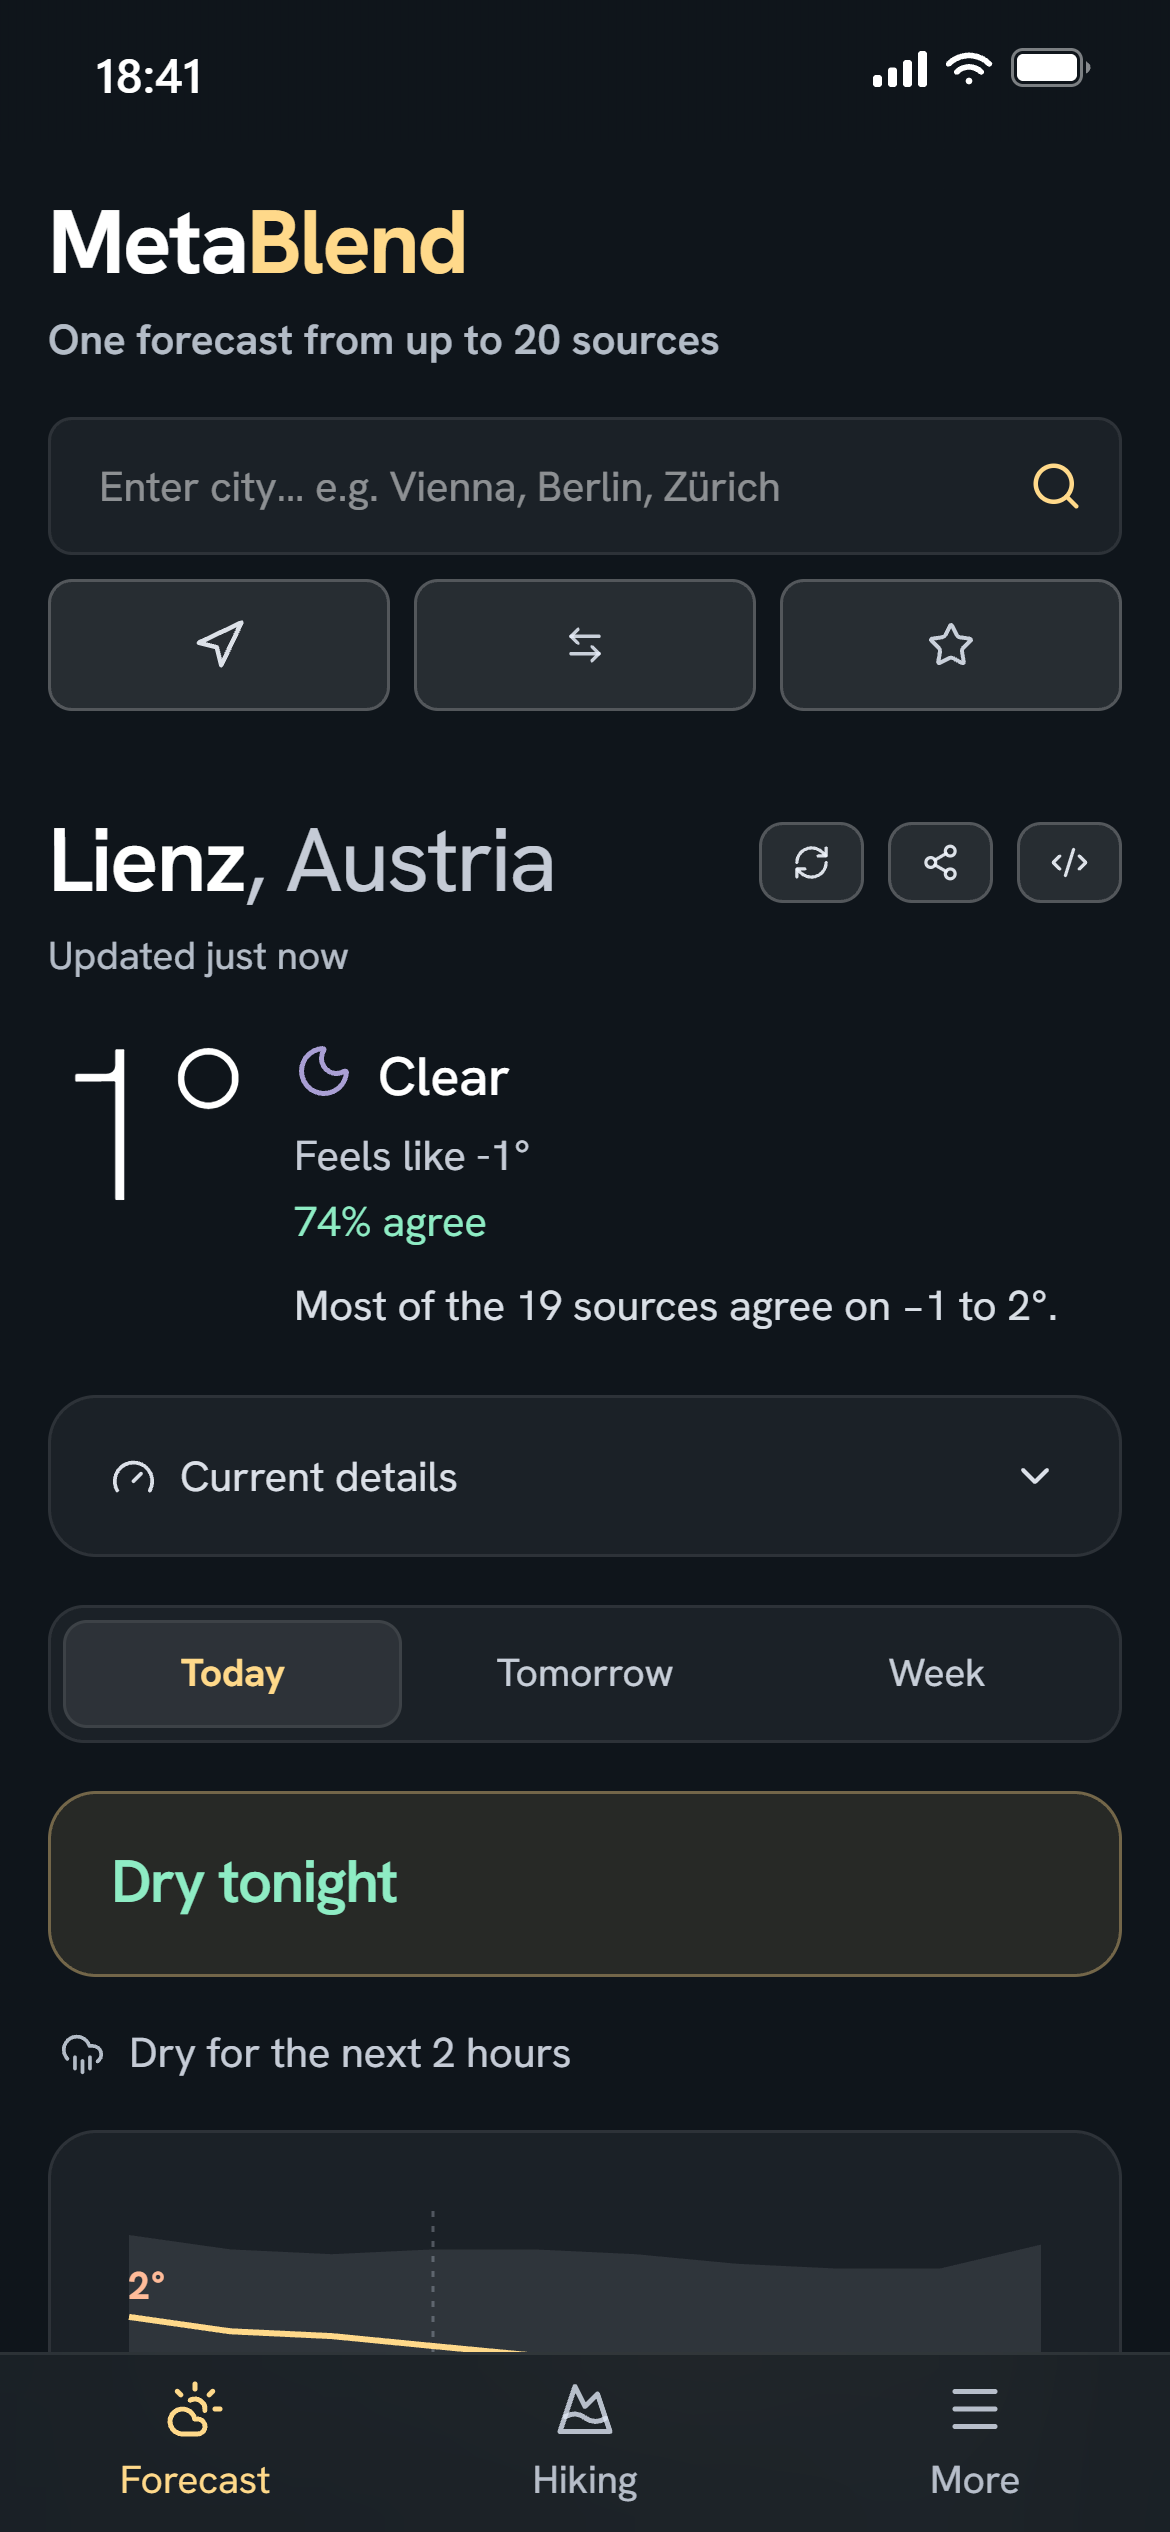 18:41
MetaBlend
One forecast from up to 20 sources
Enter city... e.g. Vienna, Berlin, Zürich
Lienz, Austria
Updated just now
1°
Clear
Feels like -1°
74% agree
Most of the 19 sources agree on −1 to 2°.
Current details
Today
Tomorrow
Week
Dry tonight
Dry for the next 2 hours
2°
Forecast
Hiking
More